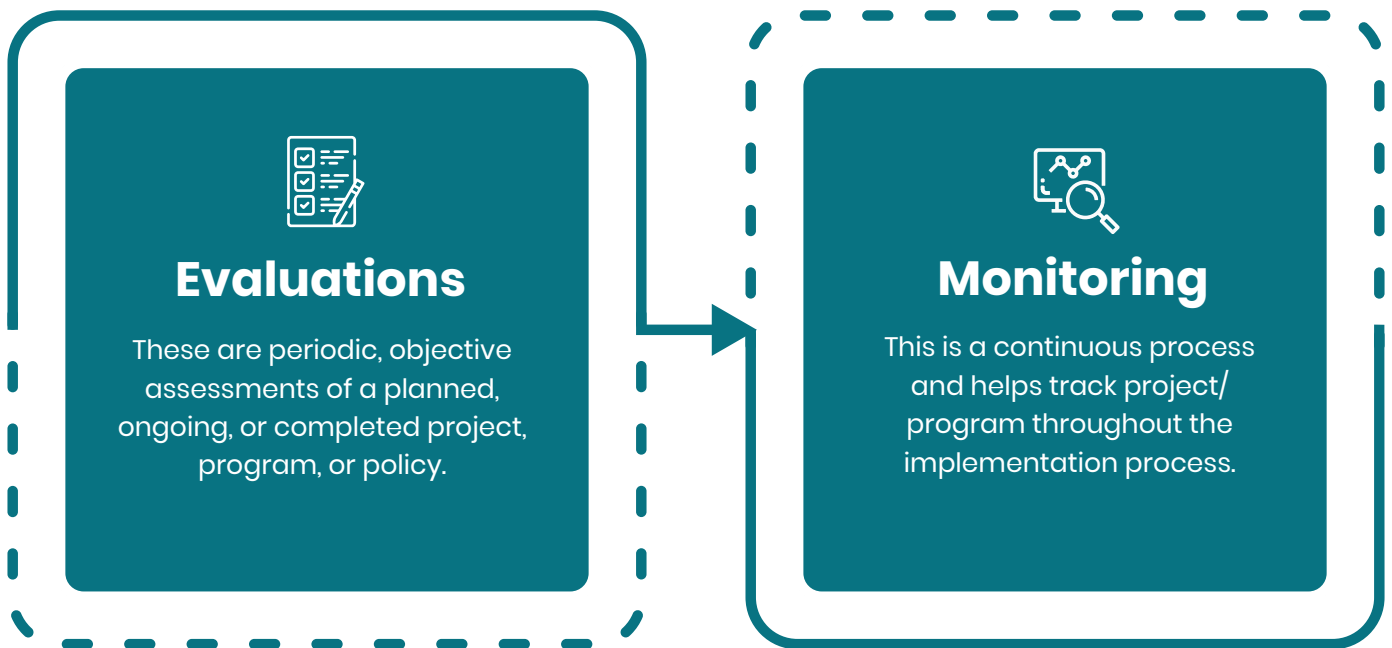 Evaluations
These are periodic, objective
assessments of a planned,
ongoing, or completed project,
program, or policy.
Monitoring
This is a continuous process
and helps track project/
program throughout the
implementation process.